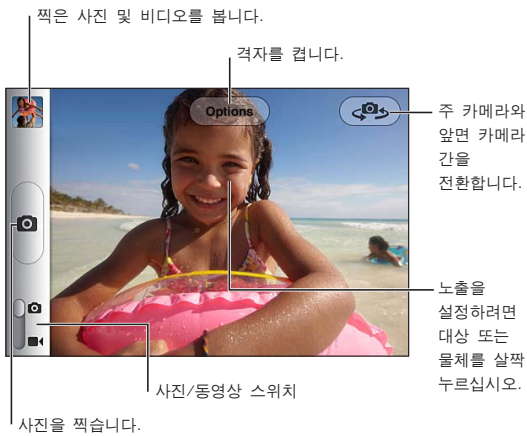 찍은 사진 및 비디오를 봅니다.
격자를 켭니다.
Options
주 카메라와
앞면 카메라
간을
전환합니다.
노출을
설정하려면
대상 또는
물체를 살짝
누르십시오.
사진/동영상 스위치
사진을 찍습니다.